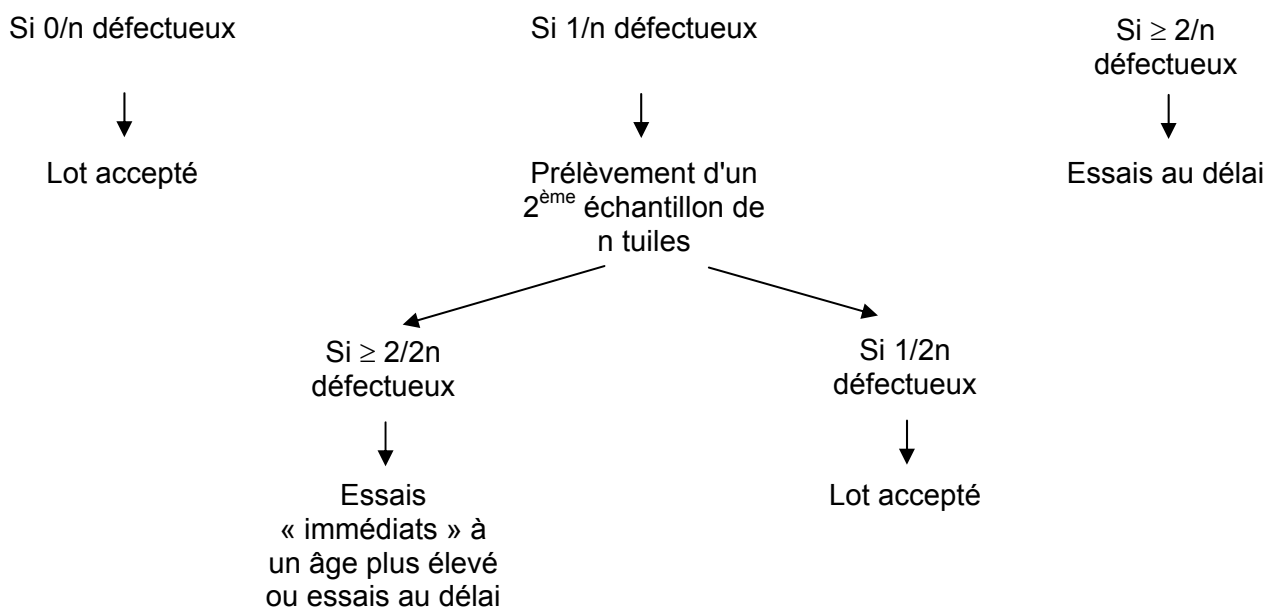 Si 0/n défectueux
Si 1/n défectueux
Si ≥ 2/n
défectueux
Lot accepté
Prélèvement d'un
2ème échantillon de
n tuiles
Essais au délai
Si ≥ 2/2n
défectueux
Si 1/2n
défectueux
Essais
« immédiats » à
un âge plus élevé
ou essais au délai
Lot accepté